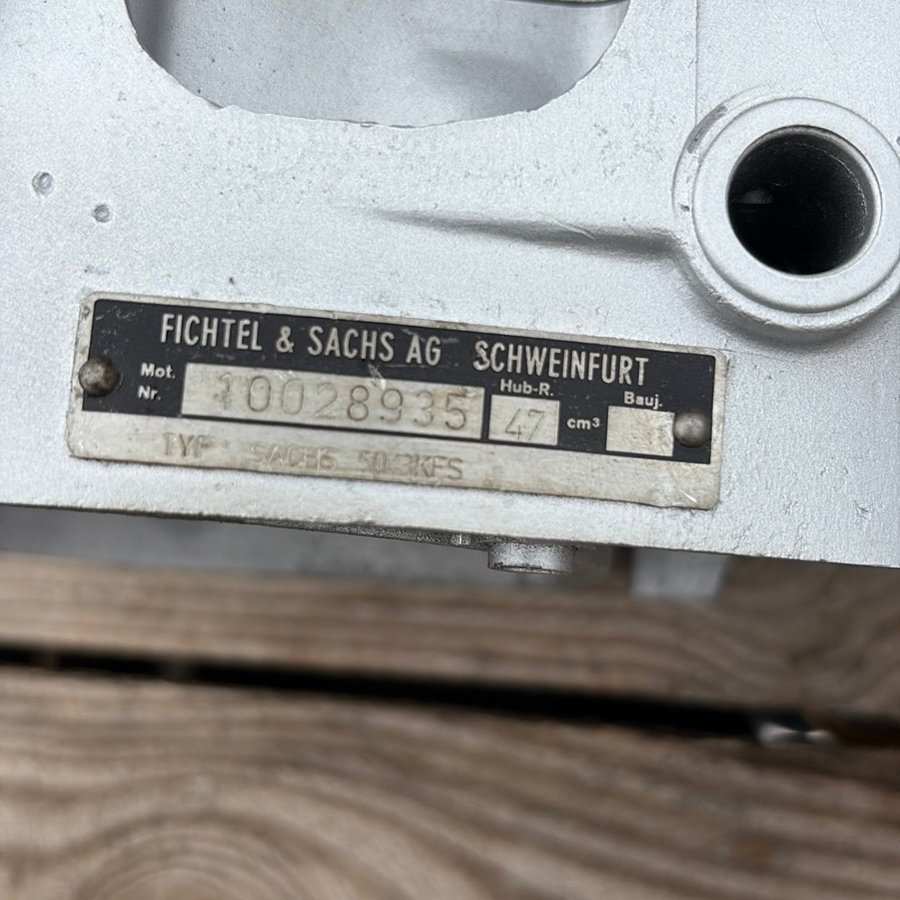 FICHTEL & SACHS AG SCHWEINFURT
Mot. Nr. 10028935 Hub-R. 47 cm³ Bauj.
TYP SACHS 50/3KFS